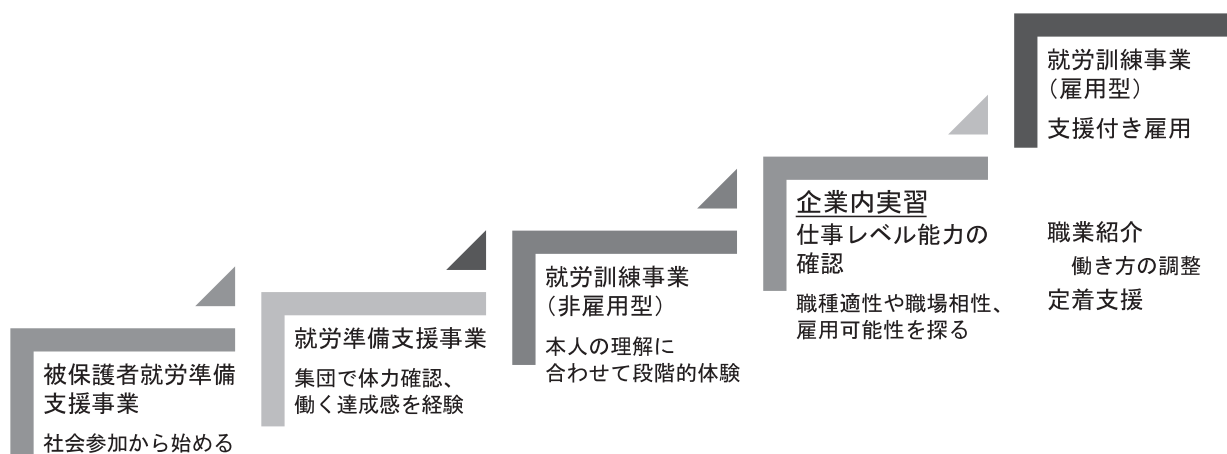 被保護者就労準備
支援事業
社会参加から始める
就労準備支援事業
集団で体力確認、
働く達成感を経験
就労訓練事業
（非雇用型）
本人の理解に
合わせて段階的体験
企業内実習
仕事レベル能力の
確認
職種適性や職場相性、
雇用可能性を探る
就労訓練事業
（雇用型）
支援付き雇用
職業紹介
働き方の調整
定着支援